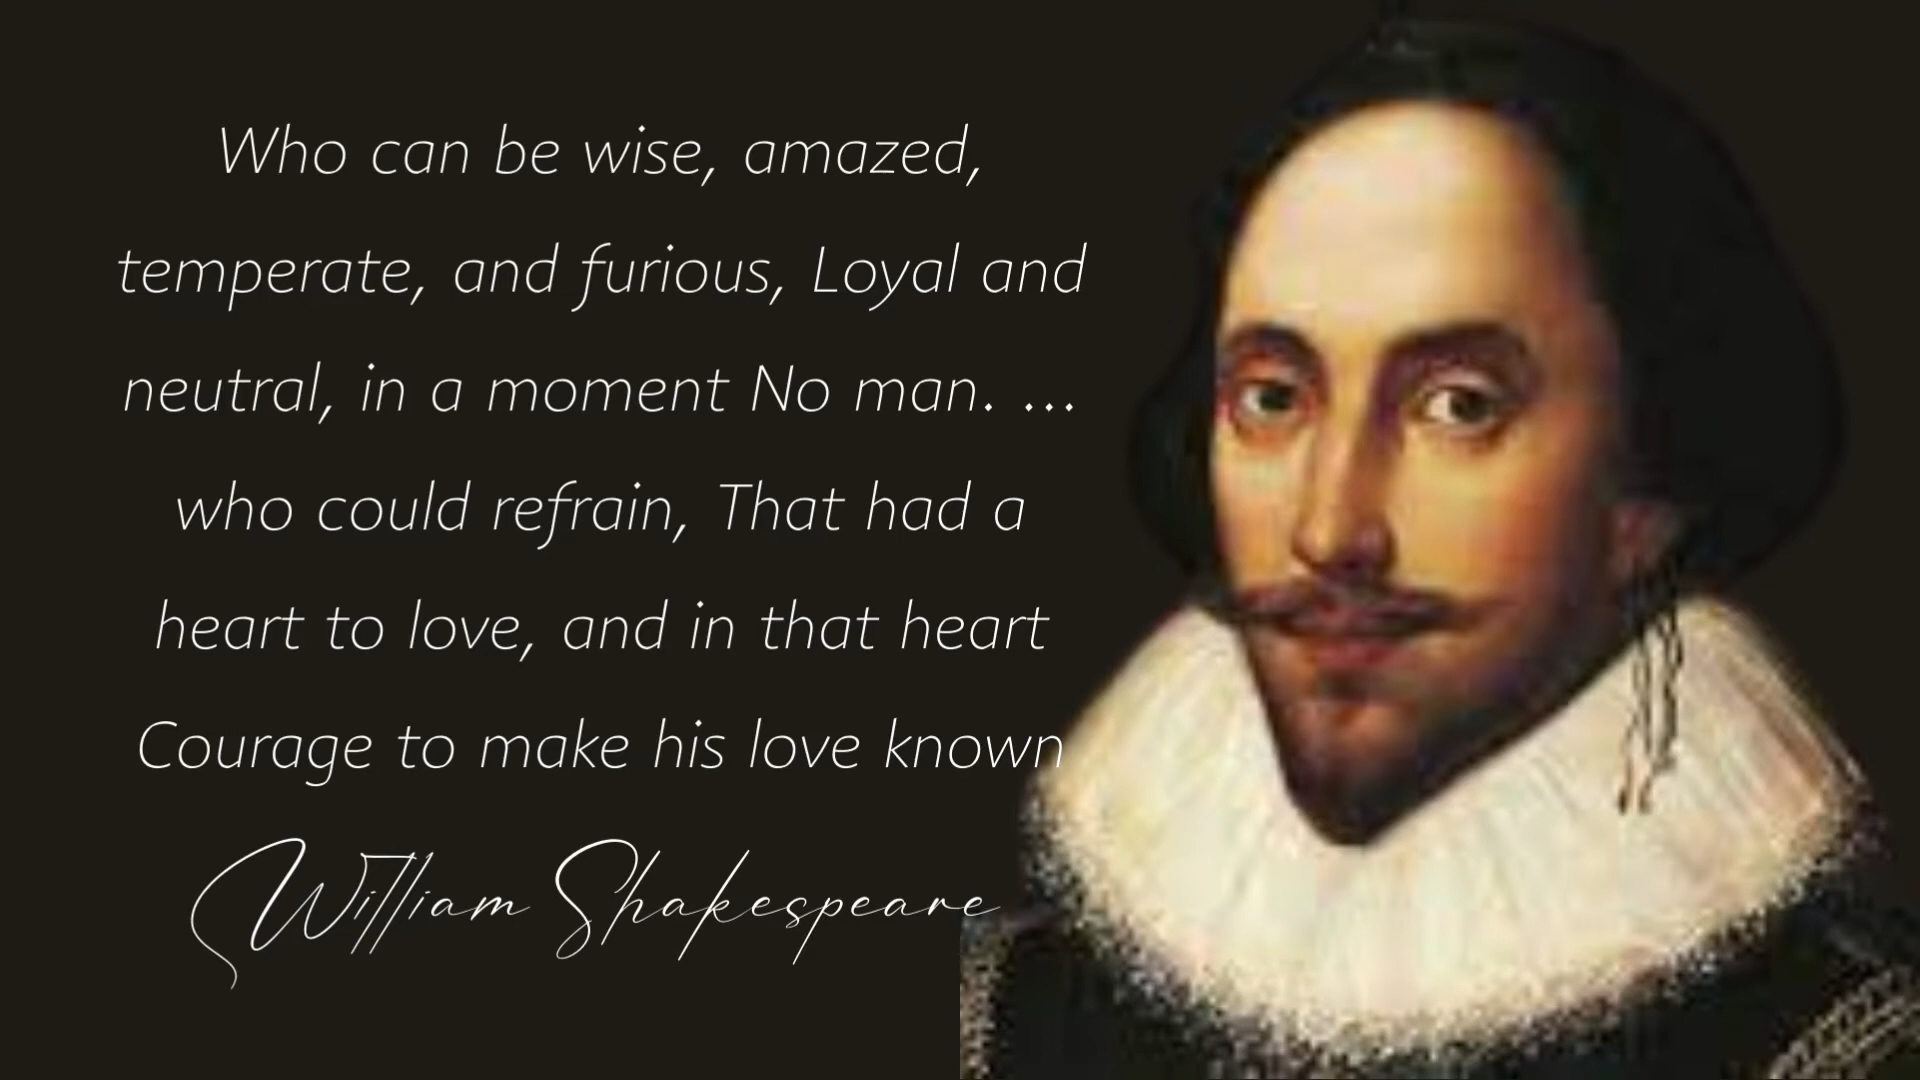 Who can be wise, amazed,
temperate, and furious, Loyal and
neutral, in a moment No man. ...
who could refrain, That had a
heart to love, and in that heart
Courage to make his love known
William Shakespeare